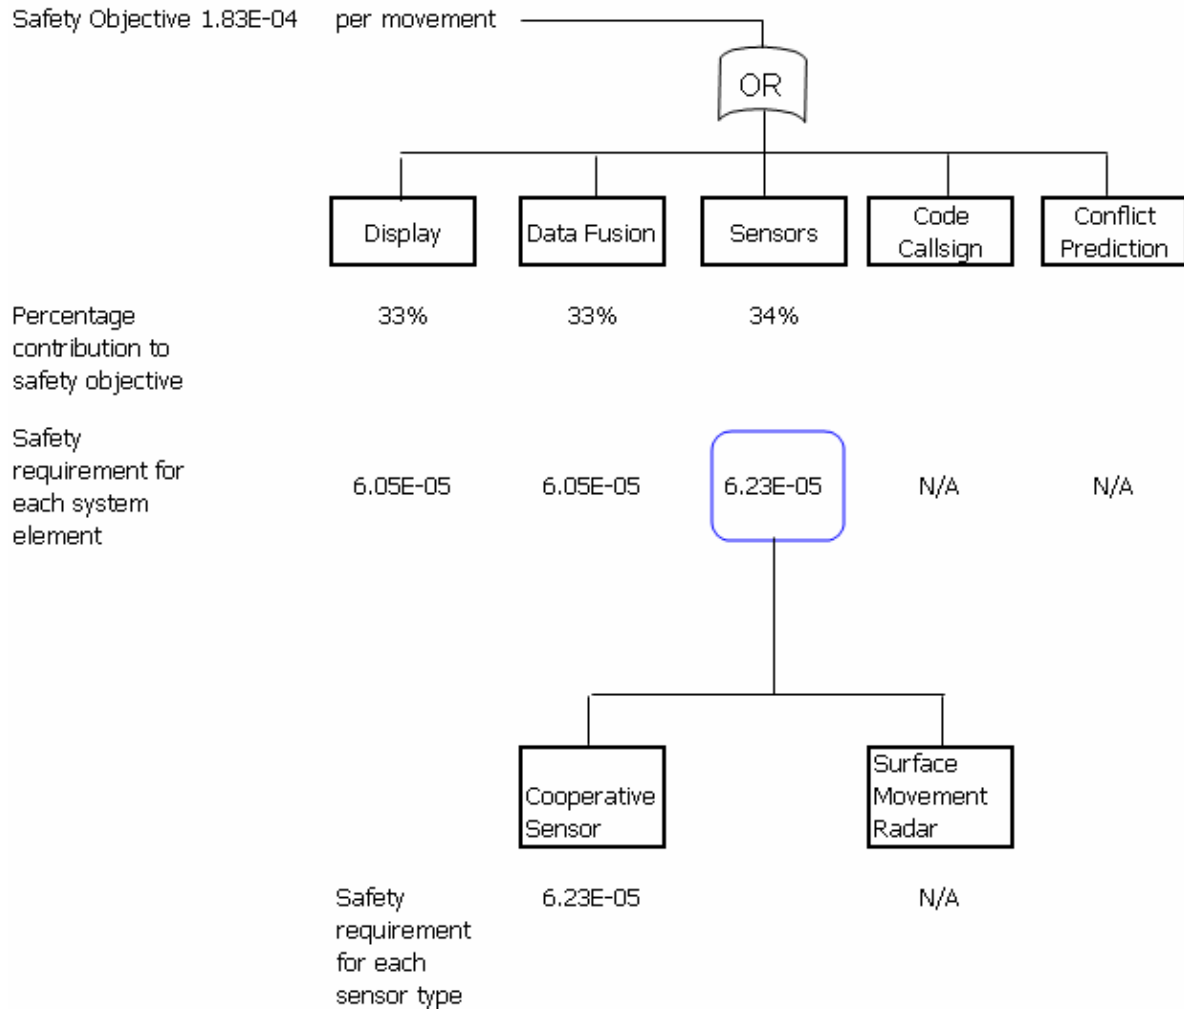 Safety Objective 1.83E-04 per movement
OR
Display
Data Fusion
Sensors
Code
Callsign
Conflict
Prediction
Percentage
contribution to
safety objective
33%
33%
34%
Safety
requirement for
each system
element
6.05E-05
6.05E-05
6.23E-05
N/A
N/A
Cooperative
Sensor
Surface
Movement
Radar
Safety
requirement
for each
sensor type
6.23E-05
N/A